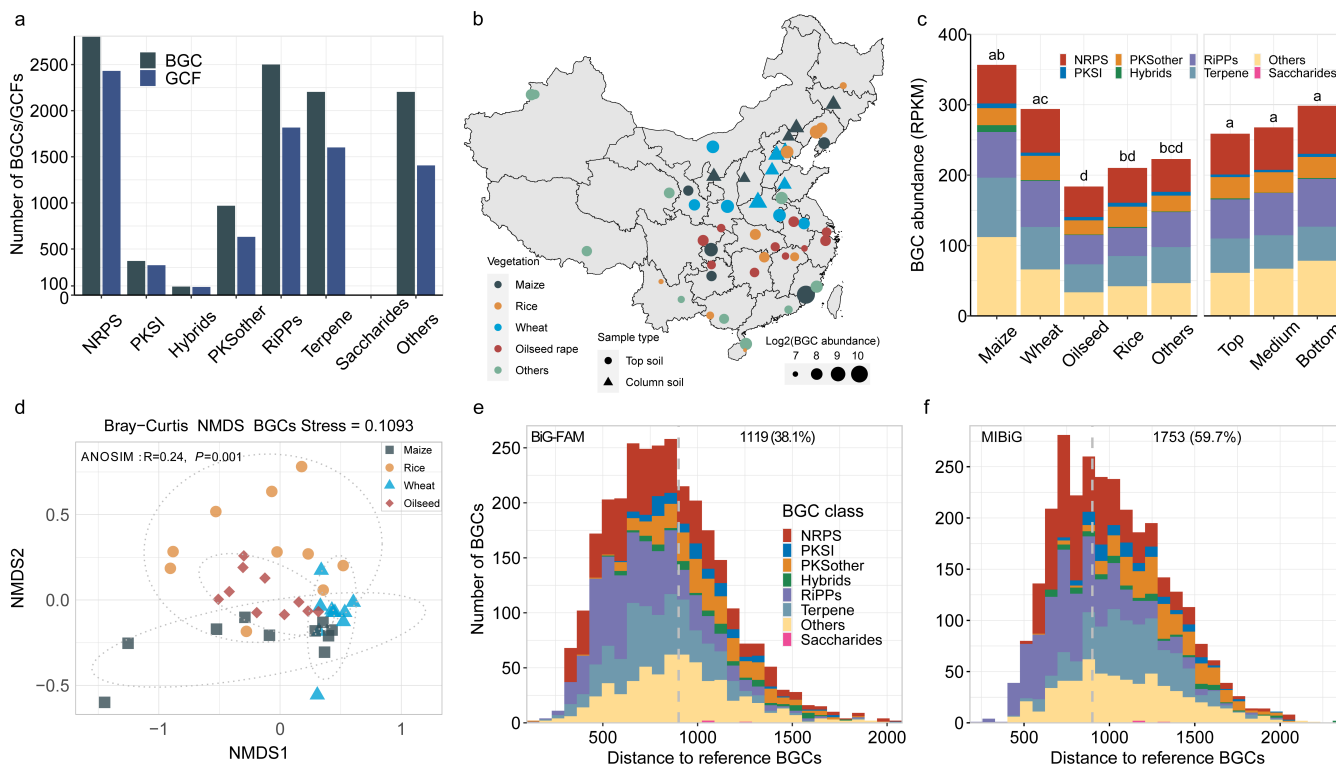 a
Number of BGCs/GCFs
2500
2000
1500
1000
500
100
0
BGC
GCF
NRPS
PKSI
Hybrids
PKSother
RiPPs
Terpene
Saccharides
Others
b
Vegetation
Maize
Rice
Wheat
Oilseed rape
Others
Sample type
Top soil
Column soil
Log2(BGC abundance)
7 8 9 10
c
BGC abundance (RPKM)
400
300
200
100
0
NRPS PKSother RiPPs Others
PKSI Hybrids Terpene Saccharides
ab
ac
d
bd
bcd
a
a
a
Maize
Wheat
Oilseed
Rice
Others
Top
Medium
Bottom
d
Bray−Curtis NMDS BGCs Stress = 0.1093
ANOSIM :R=0.24, P=0.001
Maize
Rice
Wheat
Oilseed
NMDS2
0.5
0.0
−0.5
−1 0 1
NMDS1
e
BiG-FAM
1119 (38.1%)
Number of BGCs
250
200
150
100
50
0
BGC class
NRPS
PKSI
PKSother
Hybrids
RiPPs
Terpene
Others
Saccharides
500 1000 1500 2000
Distance to reference BGCs
f
MIBiG
1753 (59.7%)
250
200
150
100
50
0
500 1000 1500 2000
Distance to reference BGCs